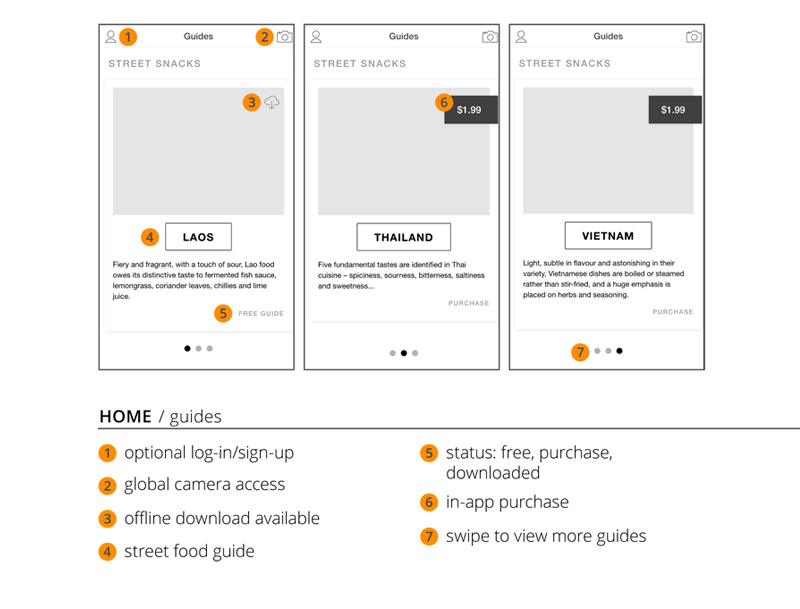 1 Guides 2
STREET SNACKS
3
4 LAOS
Fiery and fragrant, with a touch of sour, Lao food
owes its distinctive taste to fermented fish sauce,
lemongrass, coriander leaves, chillies and lime
juice.
5 FREE GUIDE
Guides
STREET SNACKS
6 $1.99
THAILAND
Five fundamental tastes are identified in Thai
cuisine – spiciness, sourness, bitterness, saltiness
and sweetness...
PURCHASE
Guides
STREET SNACKS
$1.99
VIETNAM
Light, subtle in flavour and astonishing in their
variety, Vietnamese dishes are boiled or steamed
rather than stir-fried, and a huge emphasis is
placed on herbs and seasoning.
PURCHASE
7
HOME / guides
1 optional log-in/sign-up
2 global camera access
3 offline download available
4 street food guide
5 status: free, purchase,
downloaded
6 in-app purchase
7 swipe to view more guides